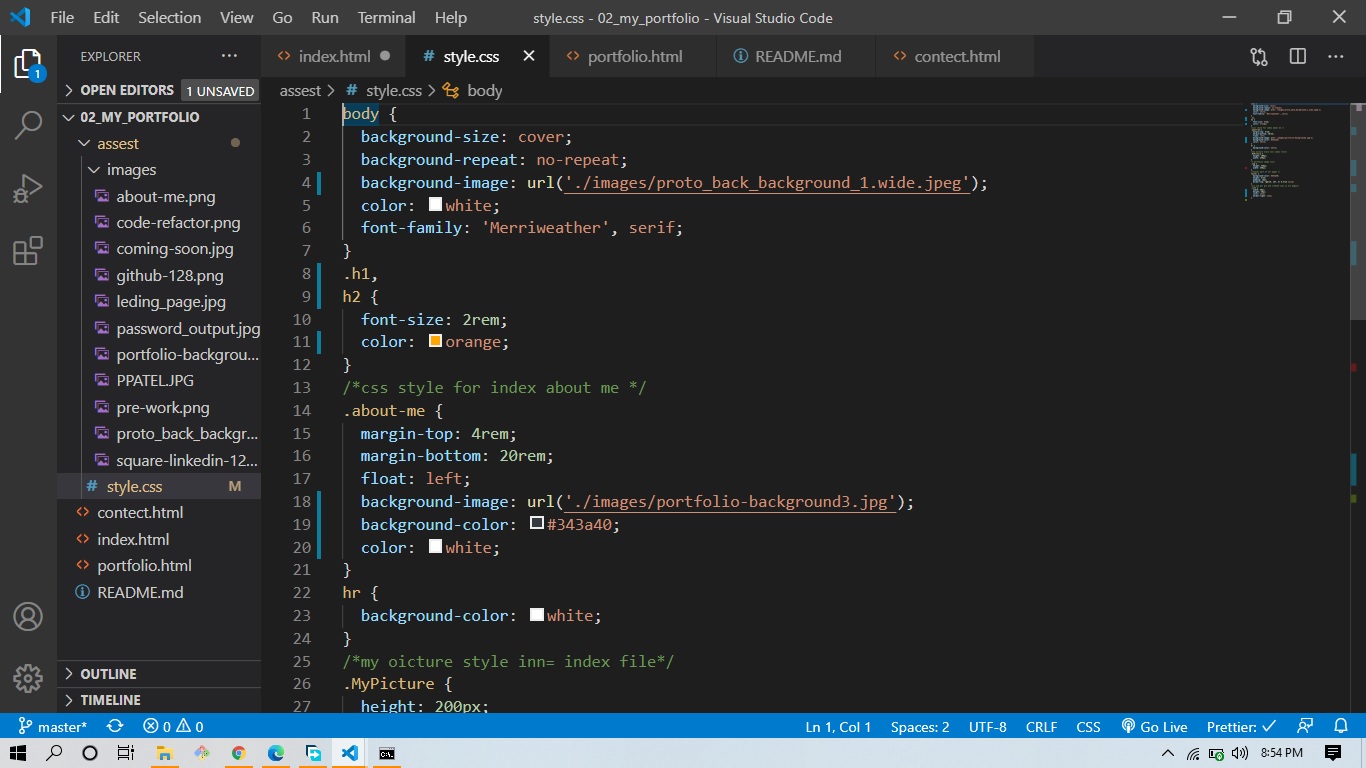 File Edit Selection View Go Run Terminal Help style.css - 02_my_portfolio - Visual Studio Code
EXPLORER ··· index.html style.css portfolio.html README.md contect.html ···
1
OPEN EDITORS 1 UNSAVED
assest > # style.css > body
02_MY_PORTFOLIO
assest
images
about-me.png
code-refactor.png
coming-soon.jpg
github-128.png
leding_page.jpg
password_output.jpg
portfolio-backgrou...
PPATEL.JPG
pre-work.png
proto_back_backgr...
square-linkedin-12...
# style.css M
contect.html
index.html
portfolio.html
README.md
OUTLINE
TIMELINE
1 body {
2 background-size: cover;
3 background-repeat: no-repeat;
4 background-image: url('./images/proto_back_background_1.wide.jpeg');
5 color: white;
6 font-family: 'Merriweather', serif;
7 }
8 .h1,
9 h2 {
10 font-size: 2rem;
11 color: orange;
12 }
13 /*css style for index about me */
14 .about-me {
15 margin-top: 4rem;
16 margin-bottom: 20rem;
17 float: left;
18 background-image: url('./images/portfolio-background3.jpg');
19 background-color: #343a40;
20 color: white;
21 }
22 hr {
23 background-color: white;
24 }
25 /*my oicture style inn= index file*/
26 .MyPicture {
27 height: 200px;
master* 0 0 Ln 1, Col 1 Spaces: 2 UTF-8 CRLF CSS Go Live Prettier: ✓
8:54 PM